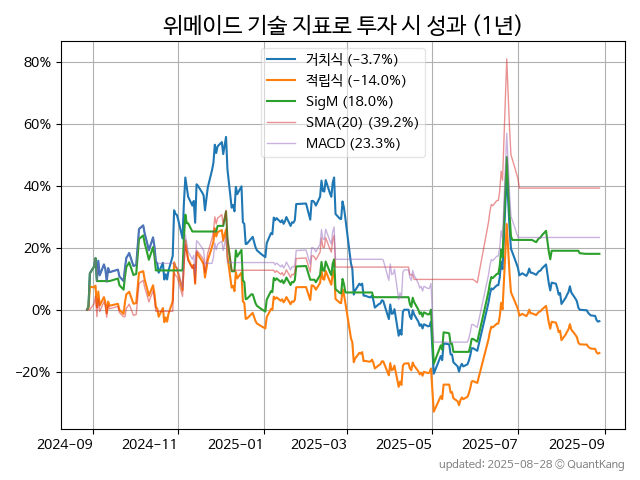 위메이드 기술 지표로 투자 시 성과 (1년)
거치식 (-3.7%)
적립식 (-14.0%)
SigM (18.0%)
SMA(20) (39.2%)
MACD (23.3%)
80%
60%
40%
20%
0%
-20%
2024-09 2024-11 2025-01 2025-03 2025-05 2025-07 2025-09
updated: 2025-08-28 © QuantKang